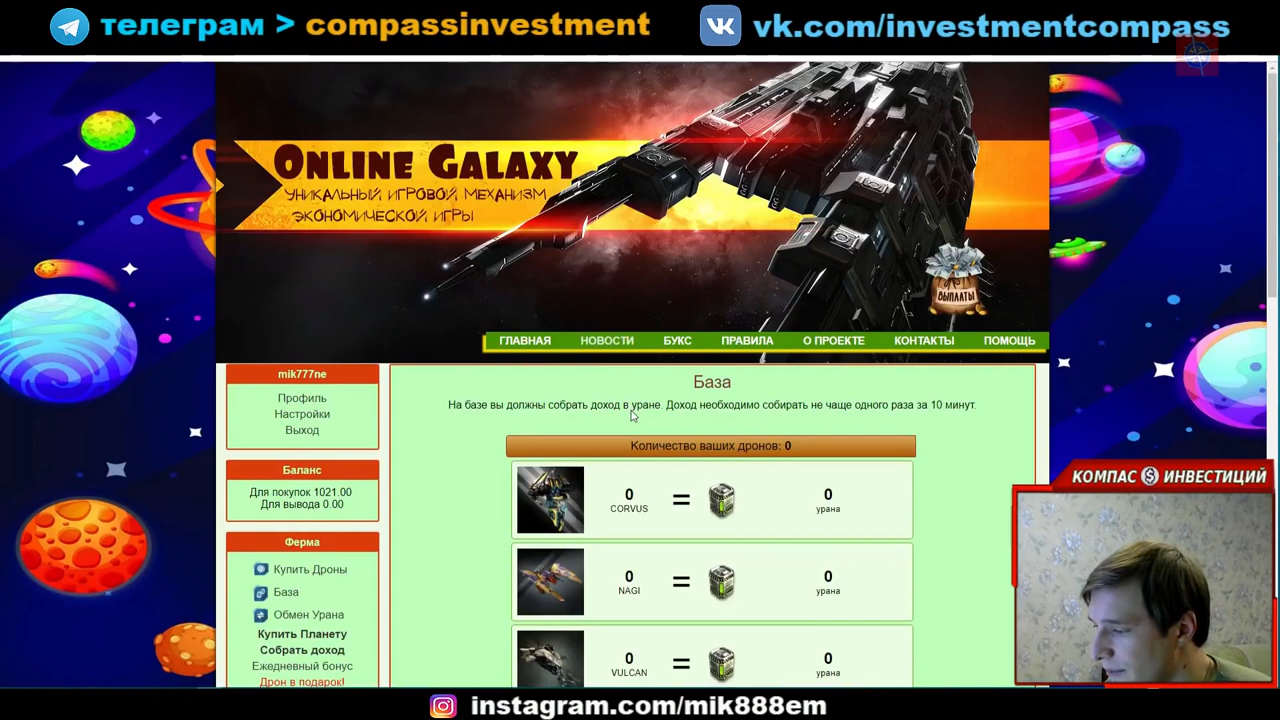 телеграм > compassinvestment
vk.com/investmentcompass
ONLINE GALAXY
УНИКАЛЬНЫЙ ИГРОВОЙ МЕХАНИЗМ
ЭКОНОМИЧЕСКОЙ ИГРЫ
ВЫПЛАТЫ
ГЛАВНАЯ НОВОСТИ БУКС ПРАВИЛА О ПРОЕКТЕ КОНТАКТЫ ПОМОЩЬ
mik777ne
Профиль
Настройки
Выход
Баланс
Для покупок 1021.00
Для вывода 0.00
Ферма
Купить Дроны
База
Обмен Урана
Купить Планету
Собрать доход
Ежедневный бонус
Дрон в подарок!
База
На базе вы должны собрать доход в уране. Доход необходимо собирать не чаще одного раза за 10 минут.
Количество ваших дронов: 0
0 = 0
CORVUS урана
0 = 0
NAGI урана
0 = 0
VULCAN урана
КОМПАС $ ИНВЕСТИЦИЙ
instagram.com/mik888em